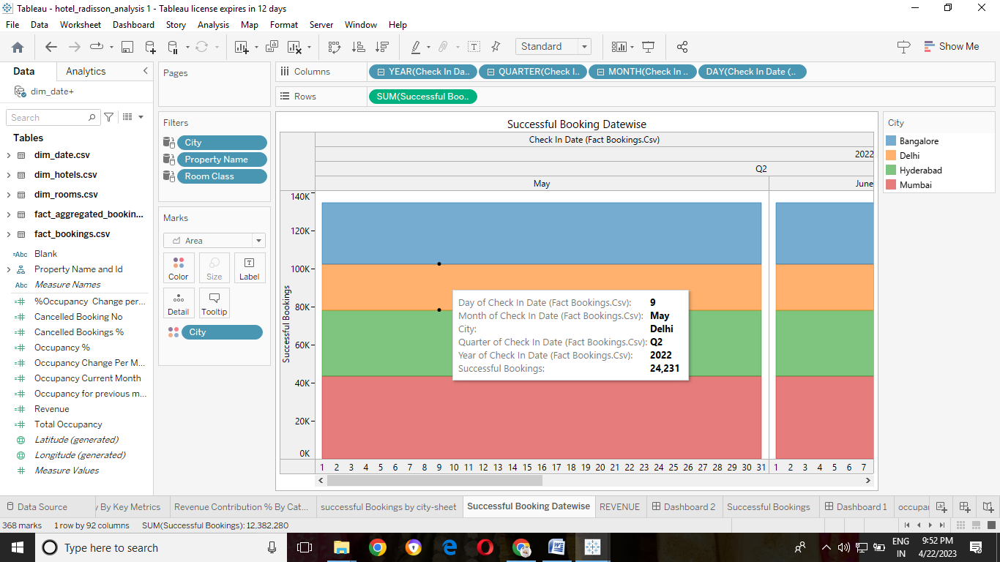 Tableau - hotel_radisson_analysis 1 - Tableau license expires in 12 days
File Data Worksheet Dashboard Story Analysis Map Format Server Window Help
Standard
Show Me
Data Analytics
dim_date+
Search
Tables
dim_date.csv
dim_hotels.csv
dim_rooms.csv
fact_aggregated_bookin...
fact_bookings.csv
=Abc Blank
Property Name and Id
Abc Measure Names
%Occupancy Change per...
Cancelled Booking No
Cancelled Bookings %
Occupancy %
Occupancy Change Per M...
Occupancy Current Month
Occupancy for previous m...
Revenue
Total Occupancy
Latitude (generated)
Longitude (generated)
Measure Values
Pages
Filters
City
Property Name
Room Class
Marks
Area
Color Size Label
Detail Tooltip
City
Columns YEAR(Check In Da.. QUARTER(Check I.. MONTH(Check In .. DAY(Check In Date (..
Rows SUM(Successful Boo..
Successful Booking Datewise
Check In Date (Fact Bookings.Csv)
2022
Q2
May June
140K
120K
100K
80K
60K
40K
20K
0K
Successful Bookings
Day of Check In Date (Fact Bookings.Csv): 9
Month of Check In Date (Fact Bookings.Csv): May
City: Delhi
Quarter of Check In Date (Fact Bookings.Csv): Q2
Year of Check In Date (Fact Bookings.Csv): 2022
Successful Bookings: 24,231
1 2 3 4 5 6 7 8 9 10 11 12 13 14 15 16 17 18 19 20 21 22 23 24 25 26 27 28 29 30 31 1 2 3 4 5 6 7
City
Bangalore
Delhi
Hyderabad
Mumbai
Data Source y By Key Metrics Revenue Contribution % By Cat... successful Bookings by city-sheet Successful Booking Datewise REVENUE Dashboard 2 Successful Bookings Dashboard 1 occupar
368 marks 1 row by 92 columns SUM(Successful Bookings): 12,382,280
Type here to search
ENG
IN
9:52 PM
4/22/2023